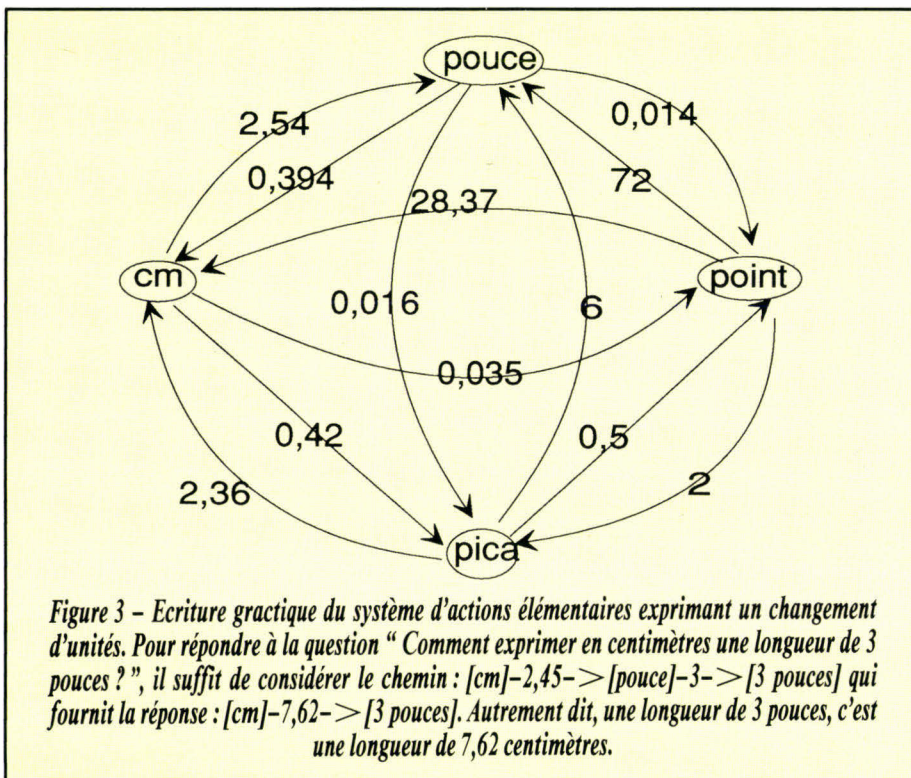 pouce
2,54
0,014
0,394
72
28,37
cm
point
0,016
6
0,035
0,42
0,5
2,36
2
pica
Figure 3 – Ecriture gractique du système d'actions élémentaires exprimant un changement
d'unités. Pour répondre à la question “ Comment exprimer en centimètres une longueur de 3
pouces ? ”, il suffit de considérer le chemin : [cm]–2,45–>[pouce]–3–>[3 pouces] qui
fournit la réponse : [cm]–7,62–>[3 pouces]. Autrement dit, une longueur de 3 pouces, c'est
une longueur de 7,62 centimètres.